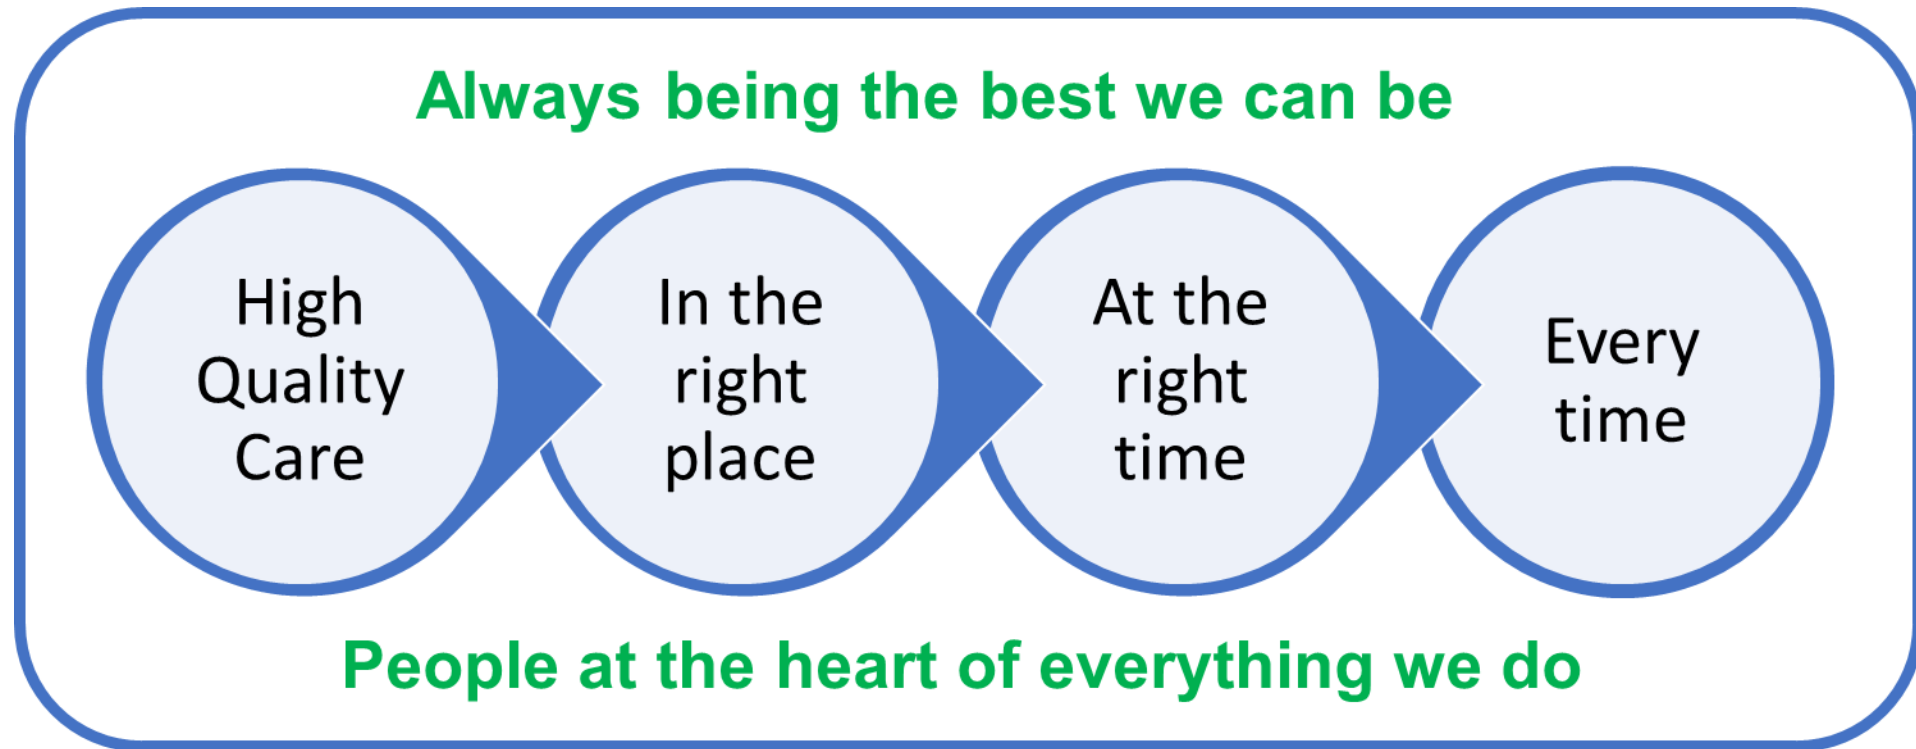 Always being the best we can be
High
Quality
Care
In the
right
place
At the
right
time
Every
time
People at the heart of everything we do